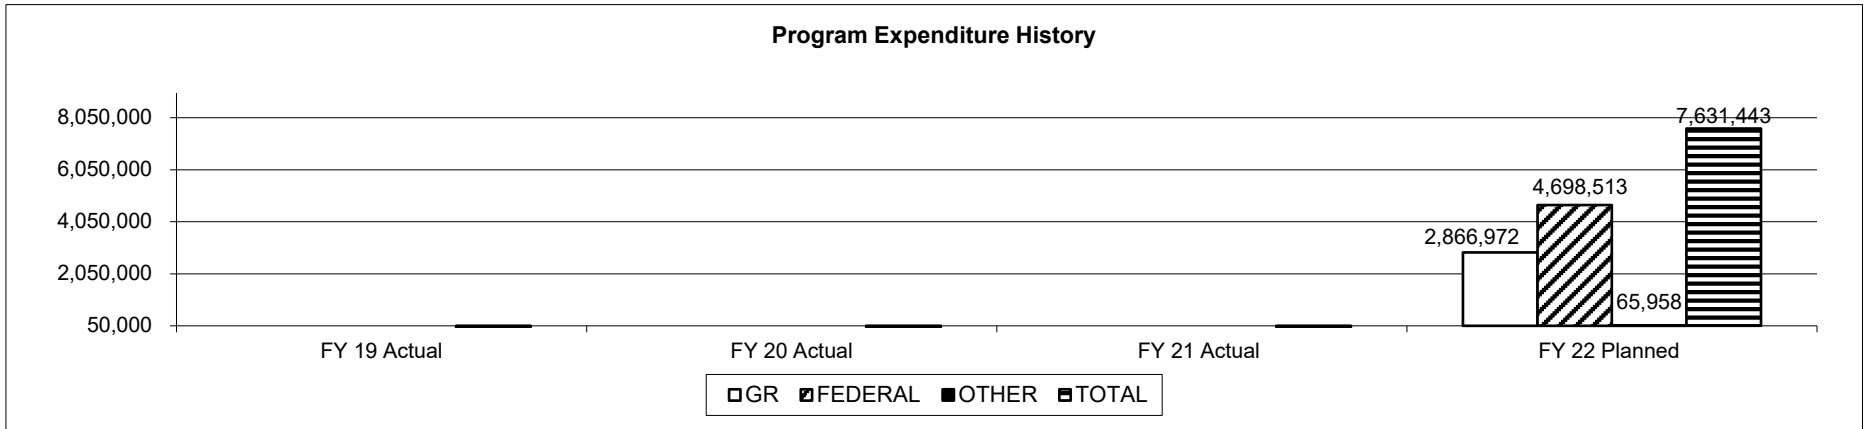 Program Expenditure History
8,050,000
6,050,000
4,050,000
2,050,000
50,000
7,631,443
4,698,513
2,866,972
65,958
FY 19 Actual
FY 20 Actual
FY 21 Actual
FY 22 Planned
GR FEDERAL OTHER TOTAL